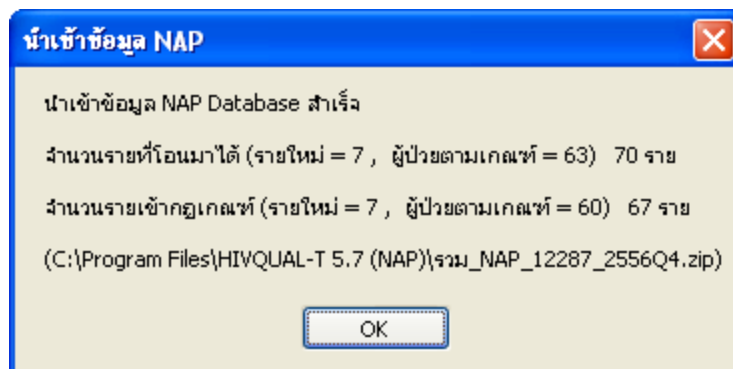 นำเข้าข้อมูล NAP
นำเข้าข้อมูล NAP Database สำเร็จ
จำนวนรายที่โอนมาได้ (รายใหม่ = 7 , ผู้ป่วยตามเกณฑ์ = 63) 70 ราย
จำนวนรายเข้ากฏเกณฑ์ (รายใหม่ = 7 , ผู้ป่วยตามเกณฑ์ = 60) 67 ราย
(C:\Program Files\HIVQUAL-T 5.7 (NAP)\รวม_NAP_12287_2556Q4.zip)
OK